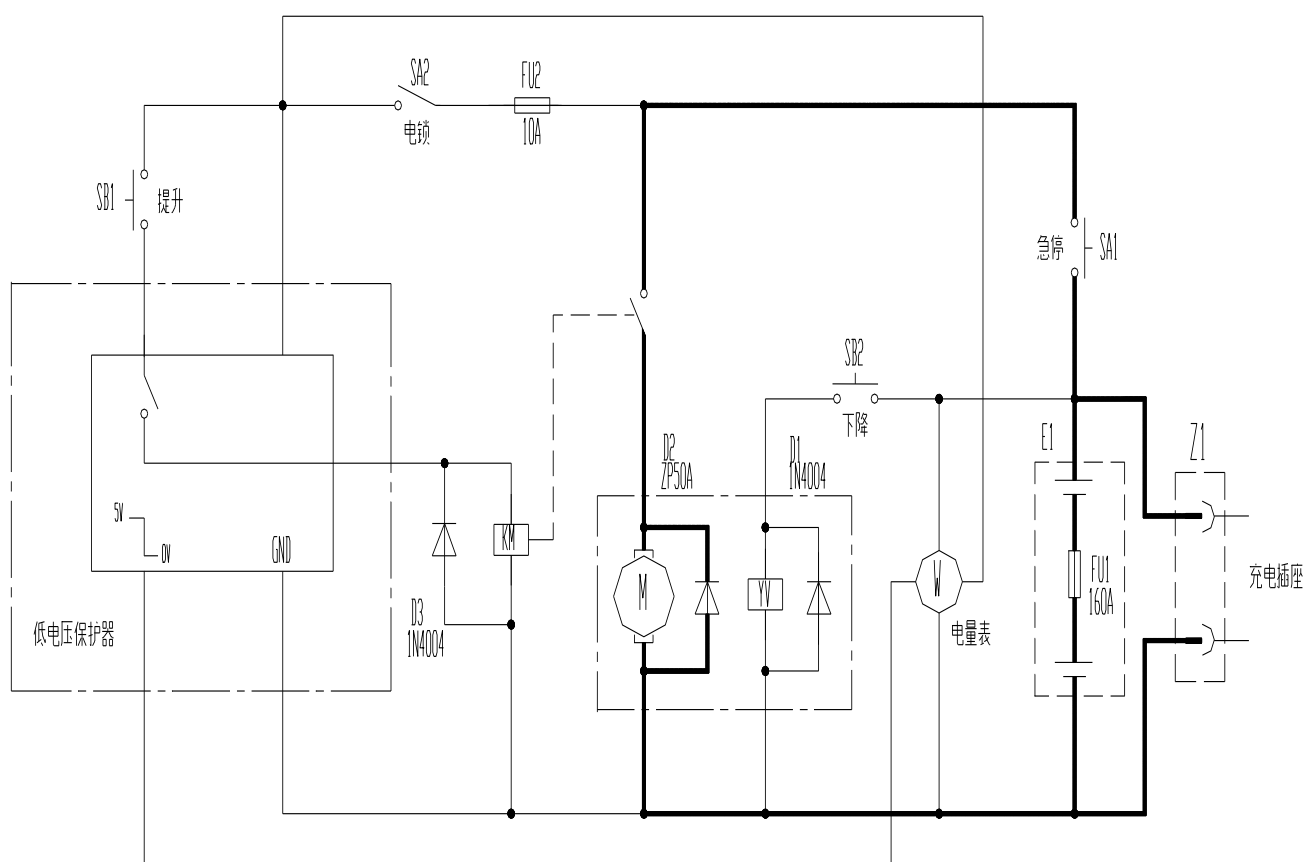 SA2
FU2
电锁
10A
SB1
提升
急停
SA1
SB2
下降
D2
ZP50A
D1
1N4004
E1
Z1
5V
0V
GND
KM
M
YV
W
FU1
160A
充电插座
低电压保护器
D3
1N4004
电量表